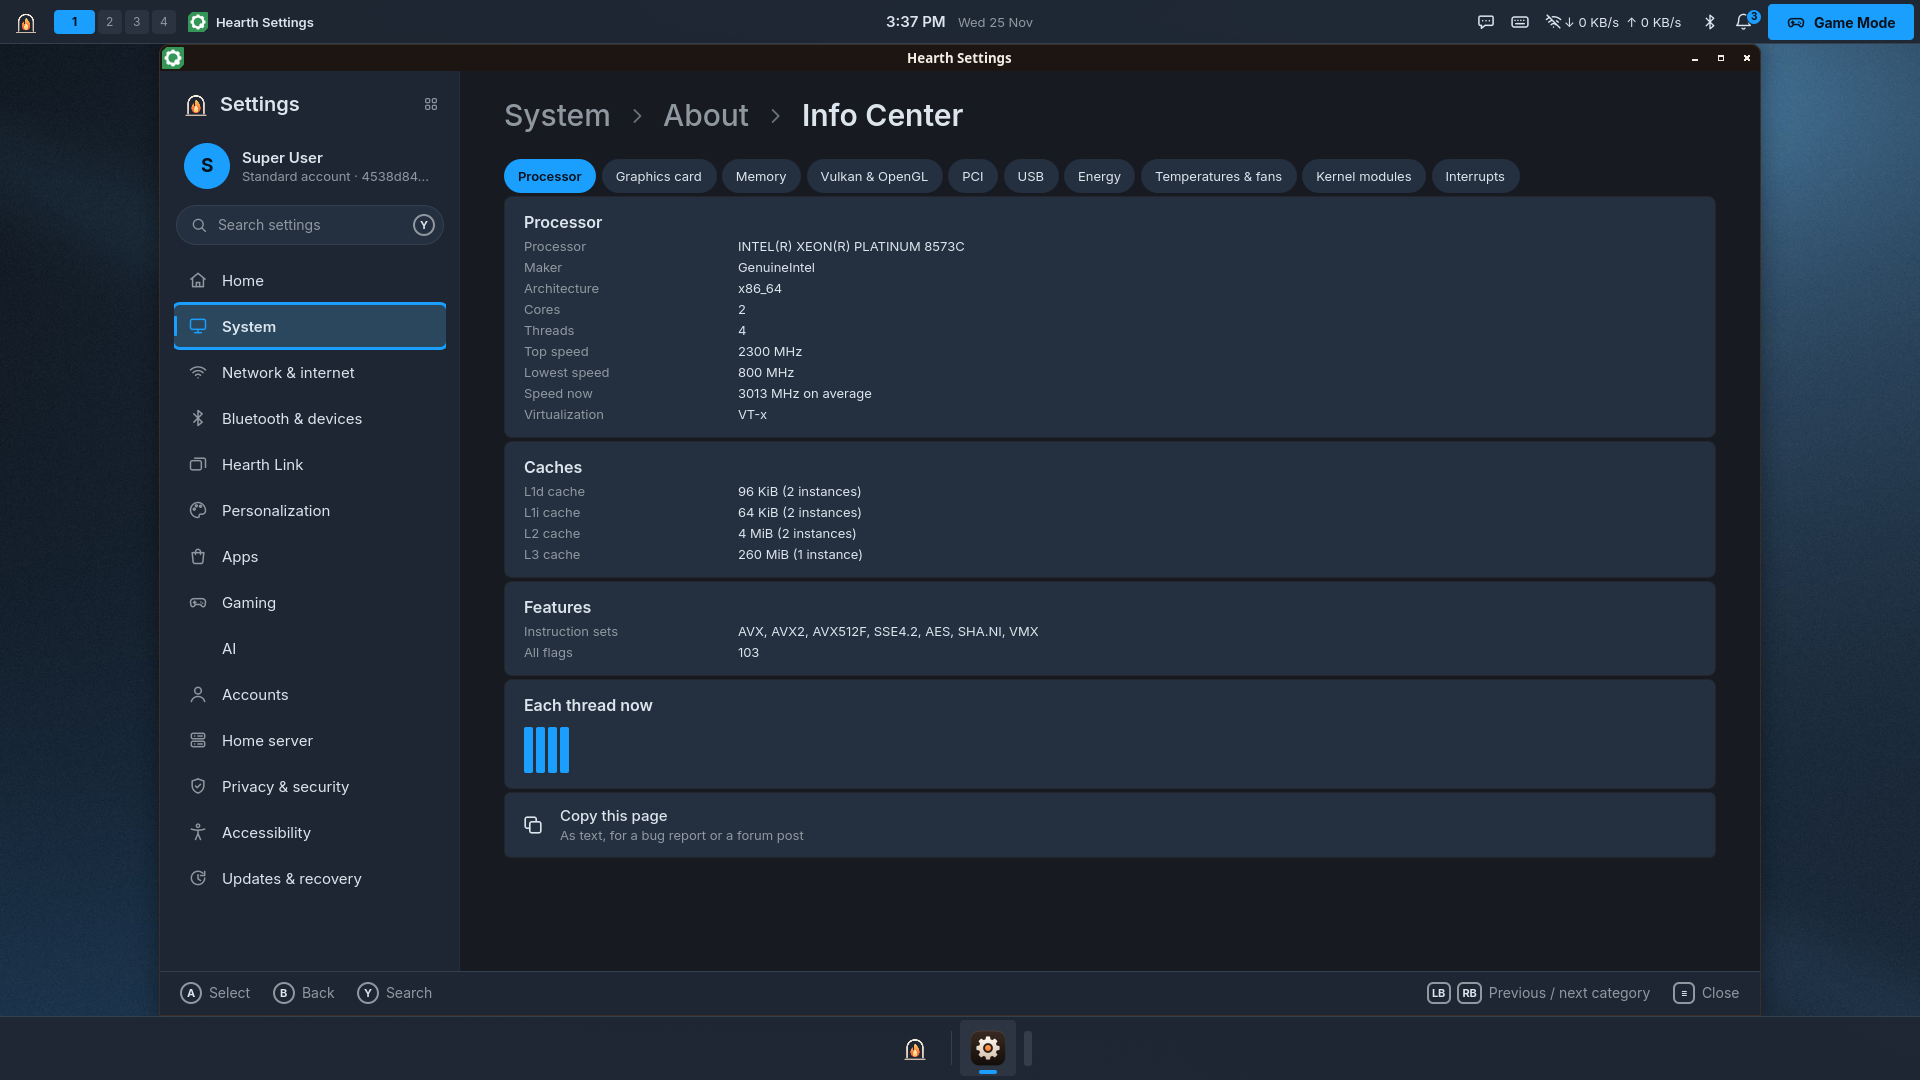 1 2 3 4 Hearth Settings
3:37 PM Wed 25 Nov
↓ 0 KB/s ↑ 0 KB/s
3
Game Mode
Hearth Settings
Settings
S
Super User
Standard account · 4538d84...
Search settings Y
Home
System
Network & internet
Bluetooth & devices
Hearth Link
Personalization
Apps
Gaming
AI
Accounts
Home server
Privacy & security
Accessibility
Updates & recovery
System > About > Info Center
Processor Graphics card Memory Vulkan & OpenGL PCI USB Energy Temperatures & fans Kernel modules Interrupts
Processor
Processor INTEL(R) XEON(R) PLATINUM 8573C
Maker GenuineIntel
Architecture x86_64
Cores 2
Threads 4
Top speed 2300 MHz
Lowest speed 800 MHz
Speed now 3013 MHz on average
Virtualization VT-x
Caches
L1d cache 96 KiB (2 instances)
L1i cache 64 KiB (2 instances)
L2 cache 4 MiB (2 instances)
L3 cache 260 MiB (1 instance)
Features
Instruction sets AVX, AVX2, AVX512F, SSE4.2, AES, SHA.NI, VMX
All flags 103
Each thread now
Copy this page
As text, for a bug report or a forum post
A Select B Back Y Search
LB RB Previous / next category ≡ Close